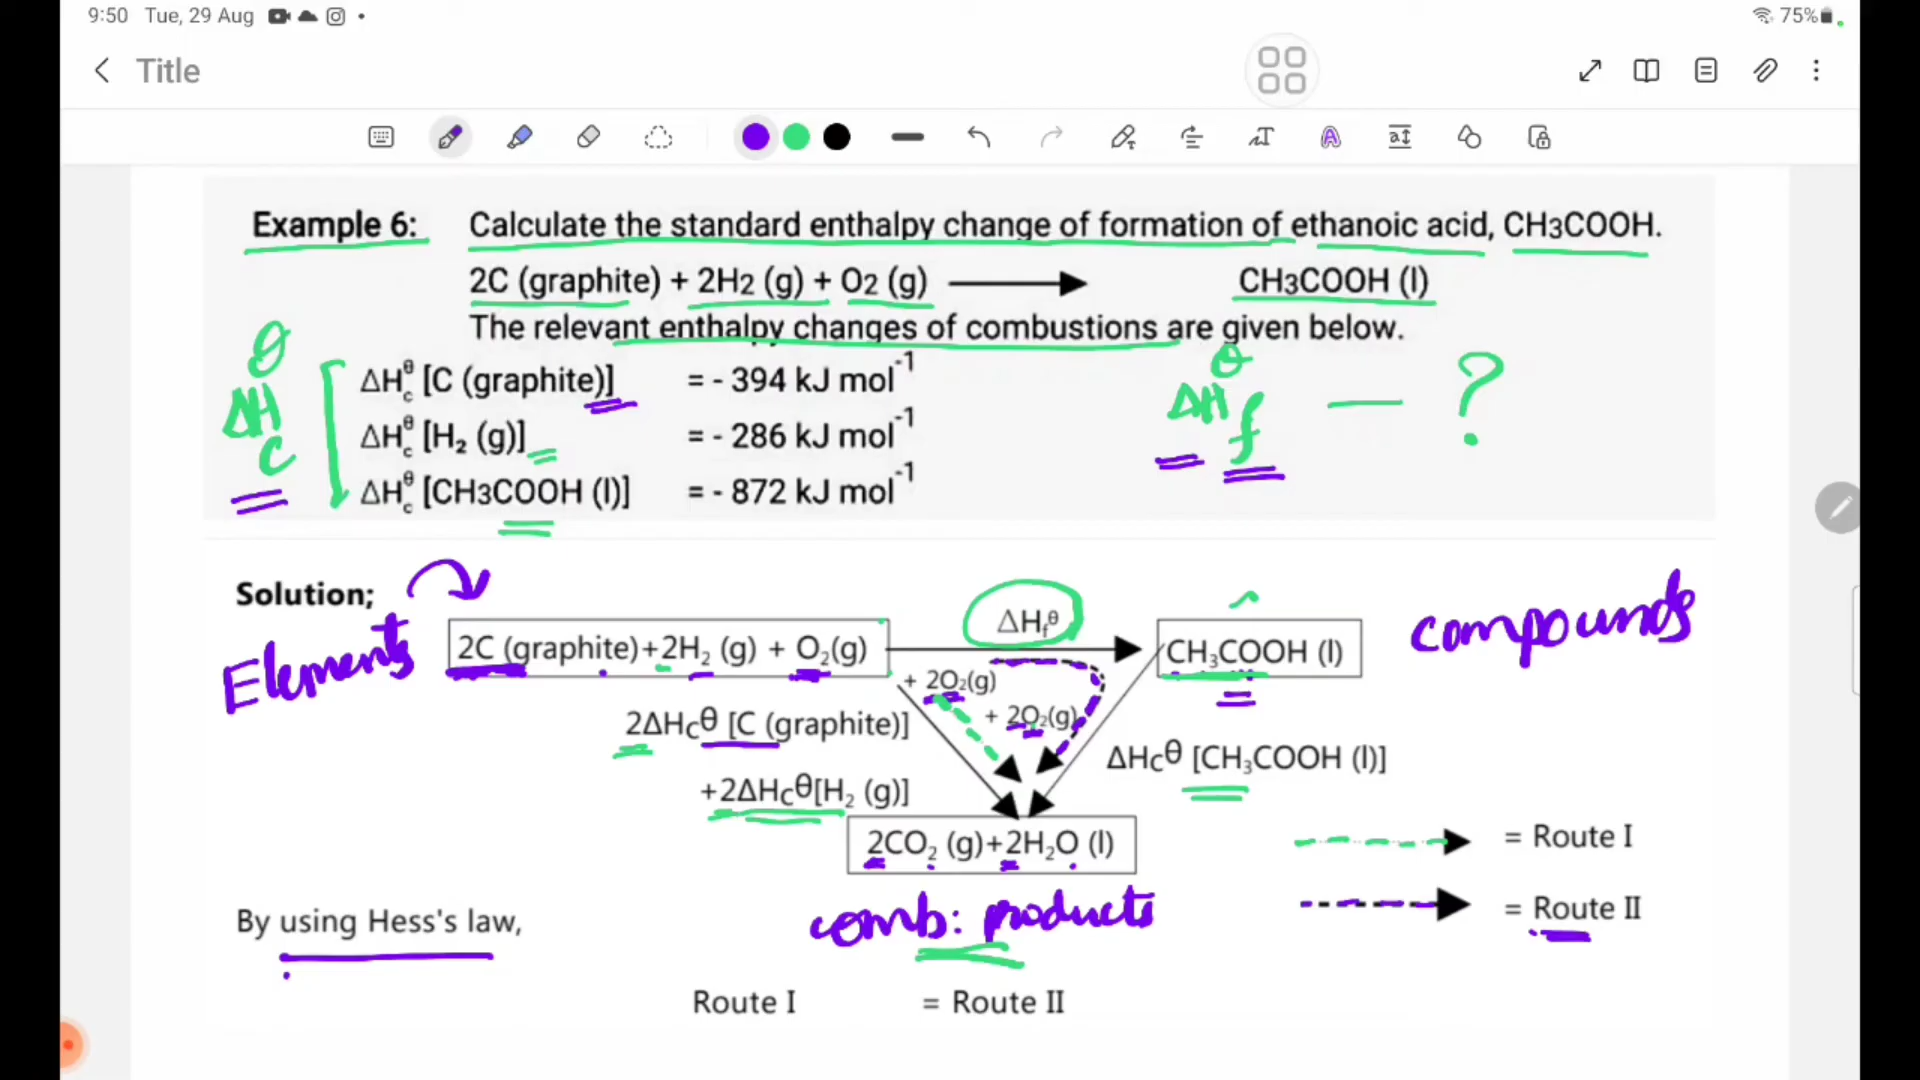 9:50 Tue, 29 Aug
75%
Title
Example 6: Calculate the standard enthalpy change of formation of ethanoic acid, CH3COOH.
2C (graphite) + 2H2 (g) + O2 (g) ⟶ CH3COOH (l)
The relevant enthalpy changes of combustions are given below.
θ
ΔH
C
ΔHcθ [C (graphite)] = - 394 kJ mol-1
ΔHcθ [H₂ (g)] = - 286 kJ mol-1
ΔHcθ [CH3COOH (l)] = - 872 kJ mol-1
ΔHfθ — ?
Solution;
Elements
2C (graphite)+2H₂ (g) + O₂(g)
ΔHfθ
CH₃COOH (l)
compounds
+ 2O₂(g)
+ 2O₂(g)
2ΔHcθ [C (graphite)]
+2ΔHcθ[H₂ (g)]
ΔHcθ [CH₃COOH (l)]
2CO₂ (g)+2H₂O (l)
= Route I
= Route II
comb: products
By using Hess's law,
Route I = Route II